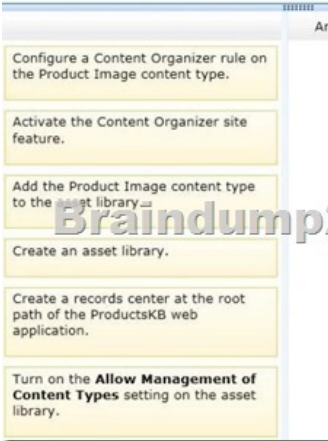 Ar
Configure a Content Organizer rule on
the Product Image content type.
Activate the Content Organizer site
feature.
Add the Product Image content type
to the asset library.
Braindump2
Create an asset library.
Create a records center at the root
path of the ProductsKB web
application.
Turn on the Allow Management of
Content Types setting on the asset
library.